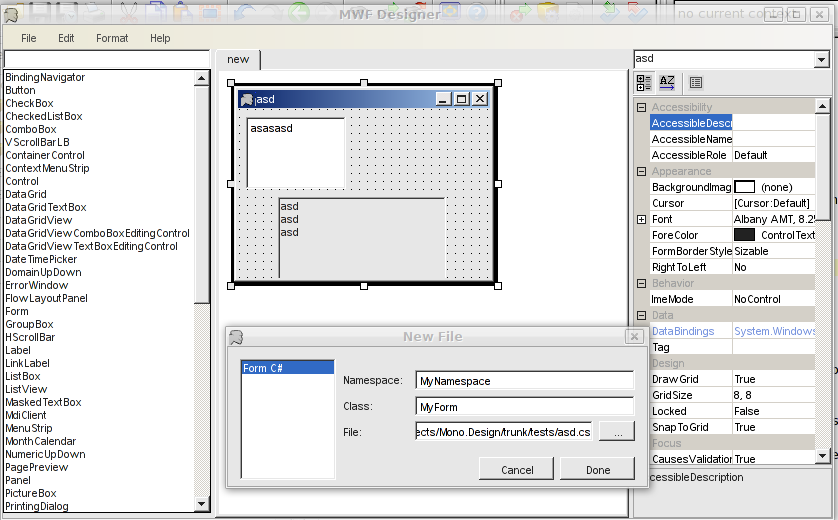 no current context
MWF Designer
File Edit Format Help
BindingNavigator
Button
CheckBox
CheckedListBox
ComboBox
VScrollBarLB
ContainerControl
ContextMenuStrip
Control
DataGrid
DataGridTextBox
DataGridView
DataGridViewComboBoxEditingControl
DataGridViewTextBoxEditingControl
DateTimePicker
DomainUpDown
ErrorWindow
FlowLayoutPanel
Form
GroupBox
HScrollBar
Label
LinkLabel
ListBox
ListView
MaskedTextBox
MdiClient
MenuStrip
MonthCalendar
NumericUpDown
PagePreview
Panel
PictureBox
PrintingDialog
new
asd
asasasd
asd
asd
asd
New File
Form C#
Namespace: MyNamespace
Class: MyForm
File: ects/Mono.Design/trunk/tests/asd.cs ...
Cancel Done
asd
AZ
Accessibility
AccessibleDescri
AccessibleName
AccessibleRole Default
Appearance
BackgroundImag (none)
Cursor [Cursor:Default]
Font Albany AMT, 8.25
ForeColor ControlText
FormBorderStyle Sizable
RightToLeft No
Behavior
ImeMode NoControl
Data
DataBindings System.Windows
Tag
Design
DrawGrid True
GridSize 8, 8
Locked False
SnapToGrid True
Focus
CausesValidation True
ccessibleDescription